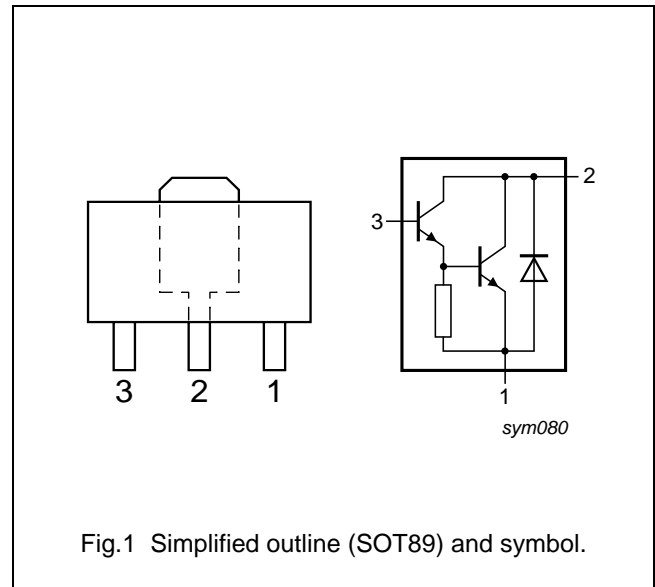 2
3
3 2 1
1
sym080
Fig.1 Simplified outline (SOT89) and symbol.